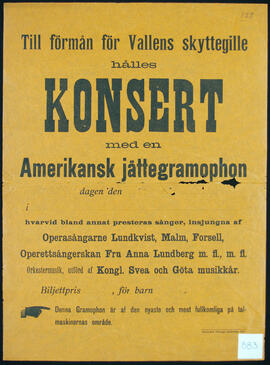 Till förmån för Vallens skyttegille
hålles
KONSERT
med en
Amerikansk jättegramophon
dagen den
i
hvarvid bland annat presteras sånger, insjungna af
Operasångarne Lundkvist, Malm, Forsell,
Operettsångerskan Fra Anna Lundberg m. fl., m. fl.
Orkestermusik, utförd af Kongl. Svea och Göta musikkår.
Biljettpris , för barn
Denna Gramophon är af den nyaste och mest fullkomliga på tal-
maskinernas område.
683